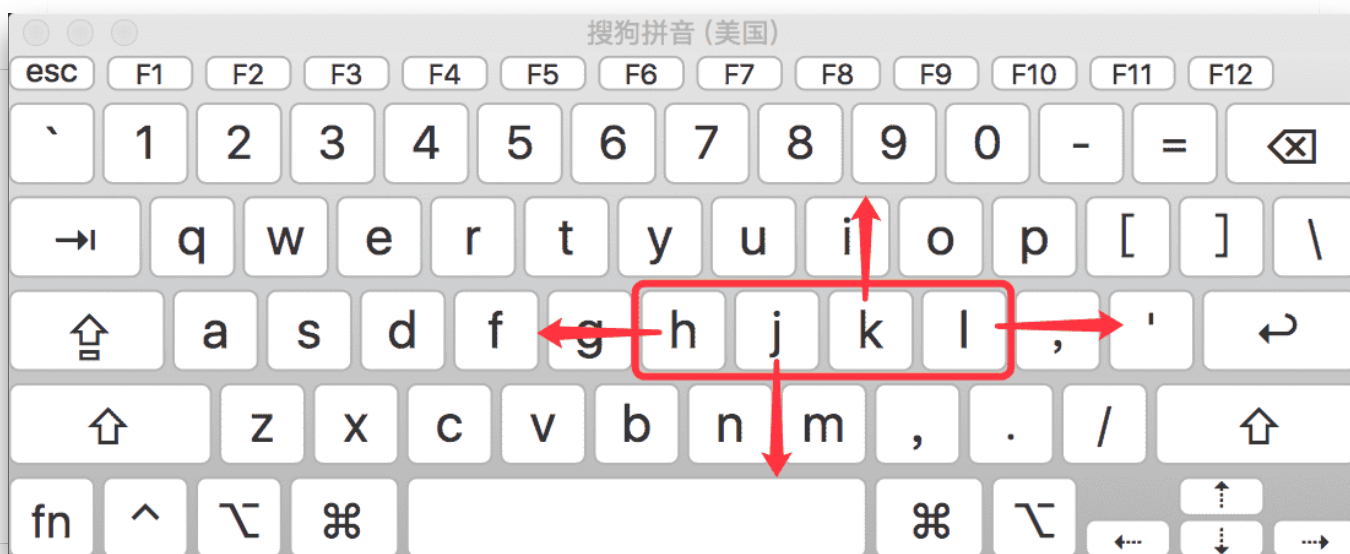 搜狗拼音 (美国)
esc F1 F2 F3 F4 F5 F6 F7 F8 F9 F10 F11 F12
` 1 2 3 4 5 6 7 8 9 0 - =
q w e r t y u i o p [ ] \
a s d f g h j k l , '
z x c v b n m , . /
fn ^ ⌥ ⌘ ⌘ ⌥